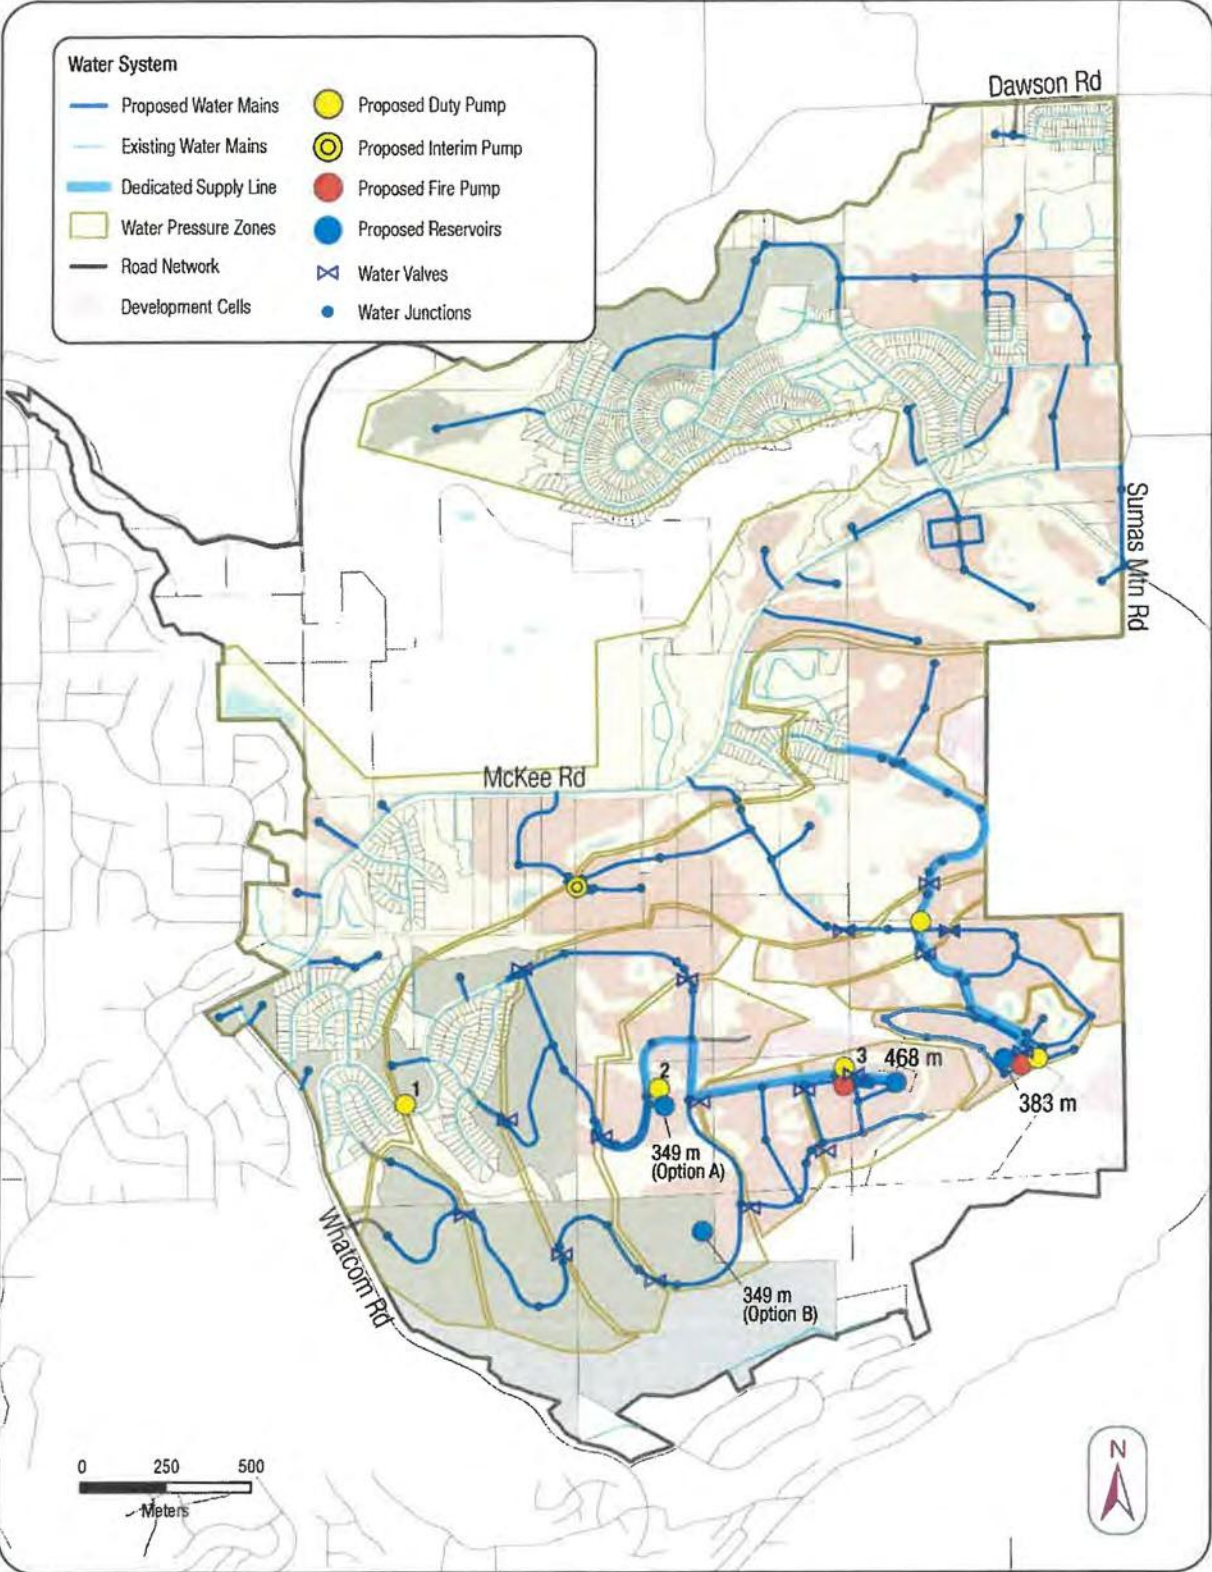 Water System
Proposed Water Mains
Existing Water Mains
Dedicated Supply Line
Water Pressure Zones
Road Network
Development Cells
Proposed Duty Pump
Proposed Interim Pump
Proposed Fire Pump
Proposed Reservoirs
Water Valves
Water Junctions
Dawson Rd
Sumas Mtn Rd
McKee Rd
1
2
3
468 m
383 m
349 m
(Option A)
349 m
(Option B)
Whatcom Rd
0 250 500
Meters
N